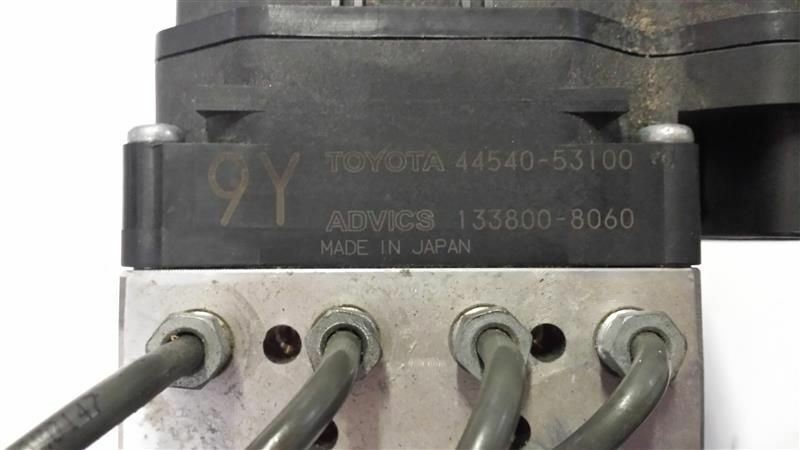 9Y
TOYOTA 44540-53100
ADVICS 133800-8060
MADE IN JAPAN